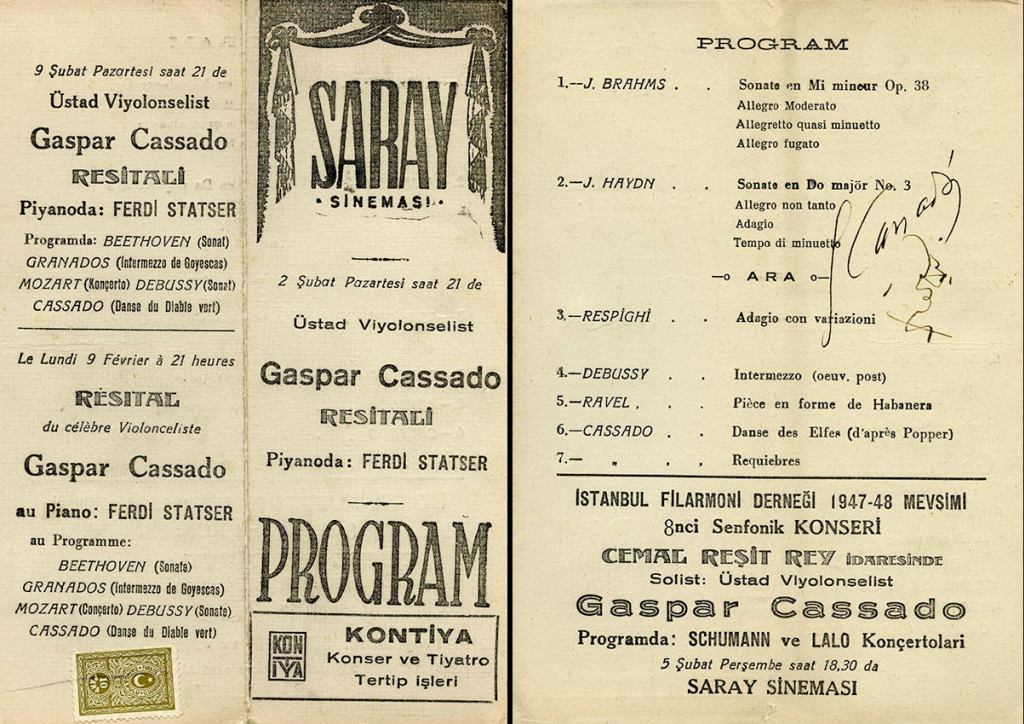 9 Şubat Pazartesi saat 21 de
Üstad Viyolonselist
Gaspar Cassado
RESİTALİ
Piyanoda: FERDİ STATSER
Programda: BEETHOVEN (Sonat)
GRANADOS (Intermezzo de Goyescas)
MOZART (Konçerto) DEBUSSY (Sonat)
CASSADO (Danse du Diable vert)
Le Lundi 9 Février à 21 heures
RÉSITAL
du célèbre Violonceliste
Gaspar Cassado
au Piano: FERDİ STATSER
au Programme:
BEETHOVEN (Sonate)
GRANADOS (Intermezzo de Goyescas)
MOZART (Conçerto) DEBUSSY (Sonate)
CASSADO (Danse du Diable vert)
SARAY
• SİNEMASI •
2 Şubat Pazartesi saat 21 de
Üstad Viyolonselist
Gaspar Cassado
RESİTALİ
Piyanoda: FERDİ STATSER
PROGRAM
KON
TİYA
KONTİYA
Konser ve Tiyatro
Tertip işleri
PROGRAM
1.—J. BRAHMS . . Sonate en Mi mineur Op. 38
Allegro Moderato
Allegretto quasi minuetto
Allegro fugato
2.—J. HAYDN . . Sonate en Do majör No. 3
Allegro non tanto
Adagio
Tempo di minuetto
—o ARA o—
3.—RESPİGHİ . . Adagio con variazioni
4.—DEBUSSY . . Intermezzo (oeuv. post)
5.—RAVEL . . . Pièce en forme de Habanera
6.—CASSADO . . Danse des Elfes (d'après Popper)
7.— „ . . Requiebres
G Cassadó
İSTANBUL FİLARMONİ DERNEĞİ 1947-48 MEVSİMİ
8nci Senfonik KONSERİ
CEMAL REŞİT REY İDARESİNDE
Solist: Üstad Viyolonselist
Gaspar Cassado
Programda: SCHUMANN ve LALO Konçertolari
5 Şubat Perşembe saat 18,30 da
SARAY SİNEMASI